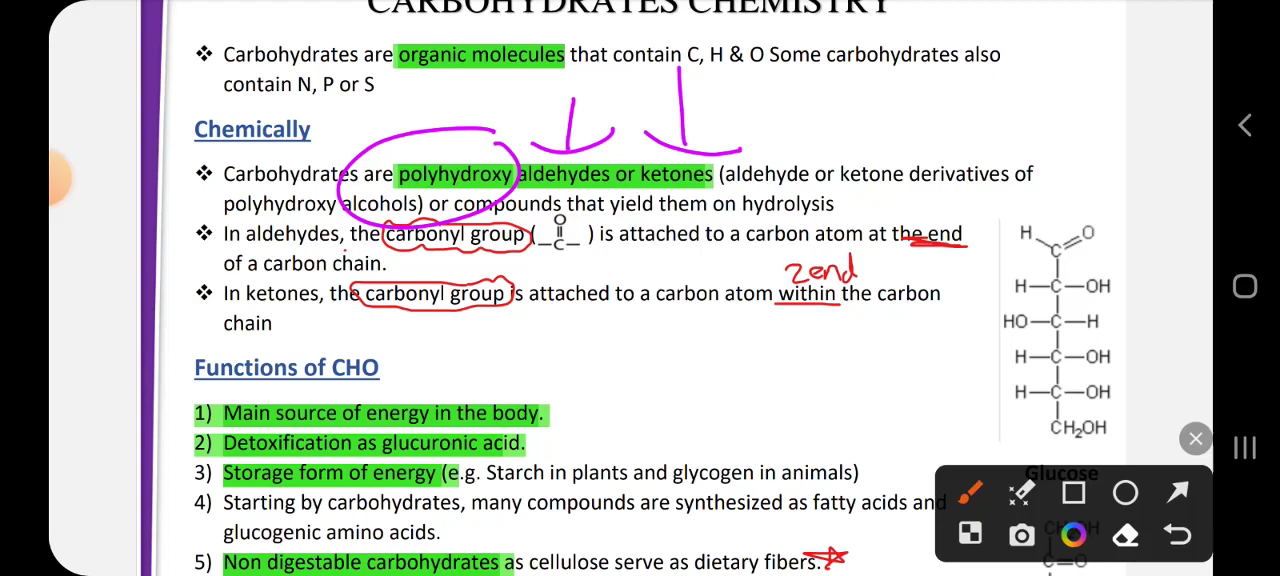 CARBOHYDRATES CHEMISTRY
❖ Carbohydrates are organic molecules that contain C, H & O Some carbohydrates also
contain N, P or S
Chemically
❖ Carbohydrates are polyhydroxy aldehydes or ketones (aldehyde or ketone derivatives of
polyhydroxy alcohols) or compounds that yield them on hydrolysis
❖ In aldehydes, the carbonyl group (_C_ ) is attached to a carbon atom at the end
O
of a carbon chain.
2 end
❖ In ketones, the carbonyl group is attached to a carbon atom within the carbon
chain
Functions of CHO
1) Main source of energy in the body.
2) Detoxification as glucuronic acid.
3) Storage form of energy (e.g. Starch in plants and glycogen in animals)
4) Starting by carbohydrates, many compounds are synthesized as fatty acids and
glucogenic amino acids.
5) Non digestable carbohydrates as cellulose serve as dietary fibers.
H O
C
H—C—OH
HO—C—H
H—C—OH
H—C—OH
CH2OH
Glucose
C=O